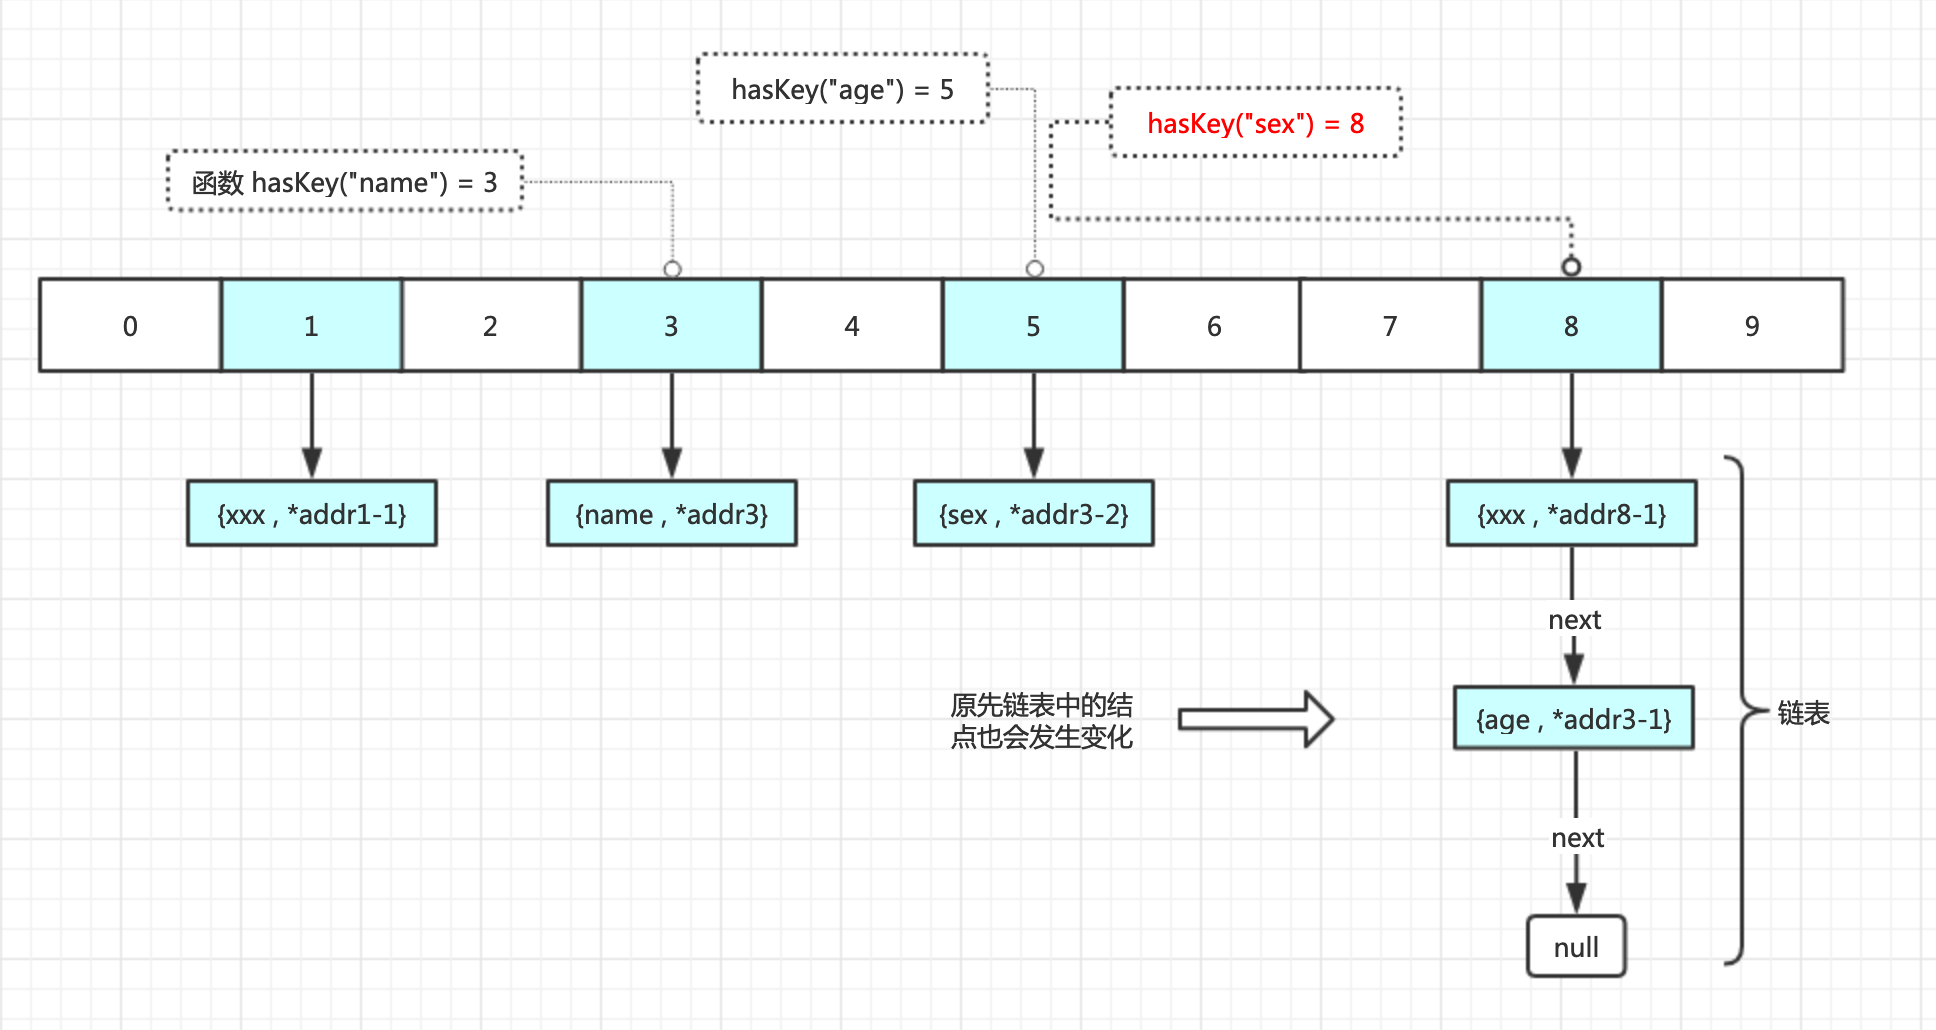 hasKey("age") = 5
hasKey("sex") = 8
函数 hasKey("name") = 3
0 1 2 3 4 5 6 7 8 9
{xxx , *addr1-1} {name , *addr3} {sex , *addr3-2} {xxx , *addr8-1}
next
原先链表中的结
点也会发生变化
{age , *addr3-1}
链表
next
null